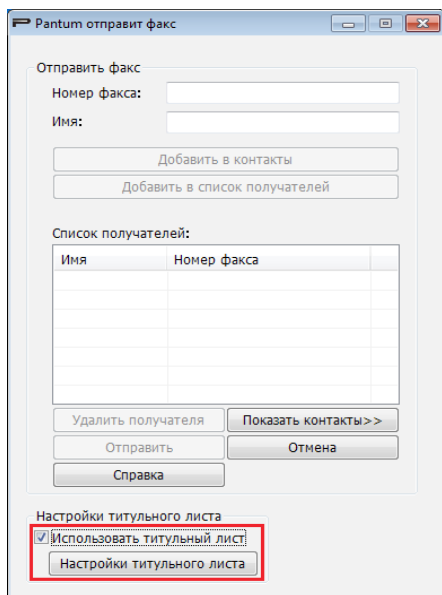 Pantum отправит факс
Отправить факс
Номер факса:
Имя:
Добавить в контакты
Добавить в список получателей
Список получателей:
Имя Номер факса
Удалить получателя Показать контакты>>
Отправить Отмена
Справка
Настройки титульного листа
Использовать титульный лист
Настройки титульного листа